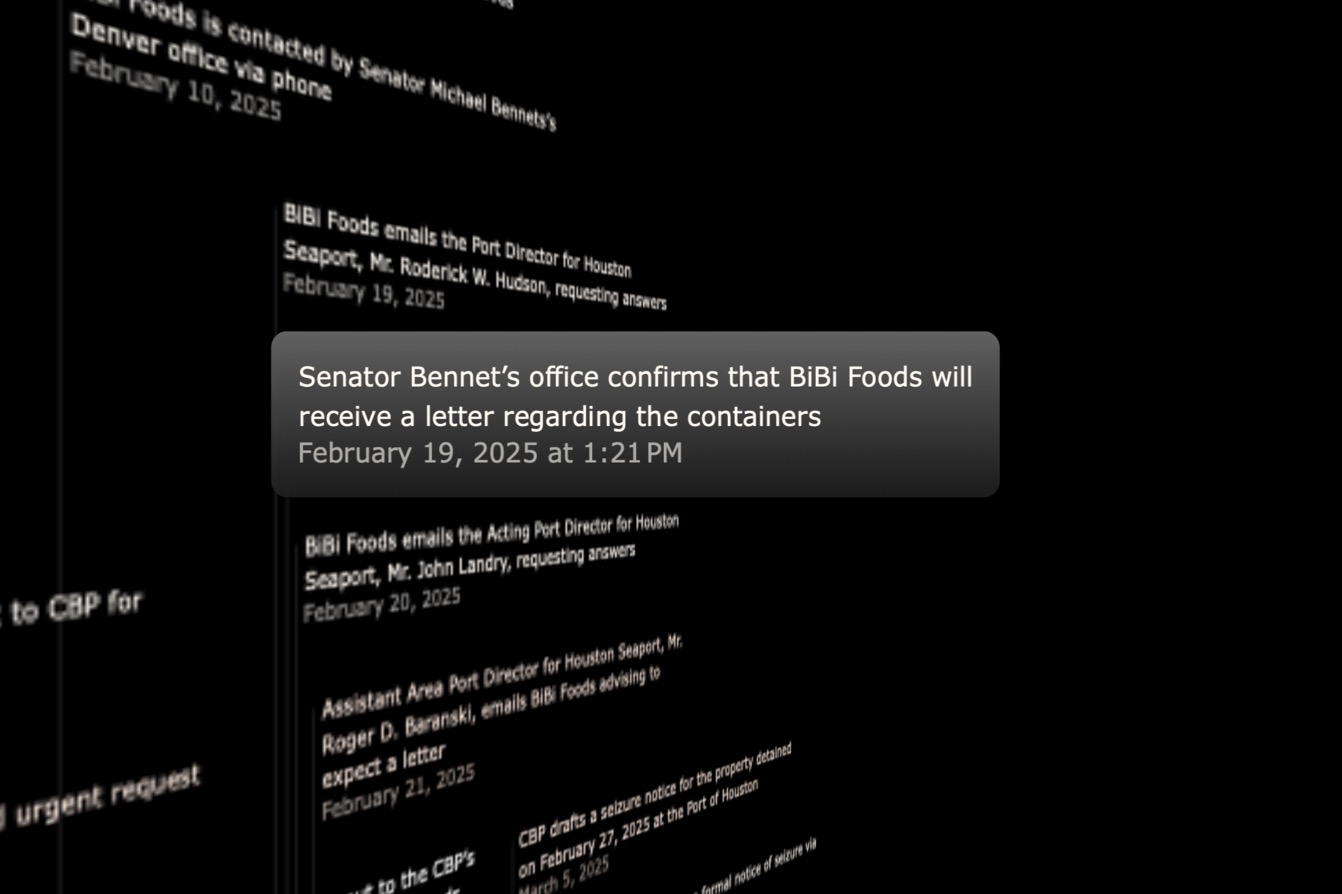 Foods is contacted by Senator Michael Bennets's
Denver office via phone
February 10, 2025
BiBi Foods emails the Port Director for Houston
Seaport, Mr. Roderick W. Hudson, requesting answers
February 19, 2025
Senator Bennet’s office confirms that BiBi Foods will
receive a letter regarding the containers
February 19, 2025 at 1:21 PM
BiBi Foods emails the Acting Port Director for Houston
Seaport, Mr. John Landry, requesting answers
February 20, 2025
to CBP for
Assistant Area Port Director for Houston Seaport, Mr.
Roger D. Baranski, emails BiBi Foods advising to
expect a letter
February 21, 2025
urgent request
CBP drafts a seizure notice for the property detained
on February 27, 2025 at the Port of Houston
March 5, 2025
to the CBP's
formal notice of seizure via